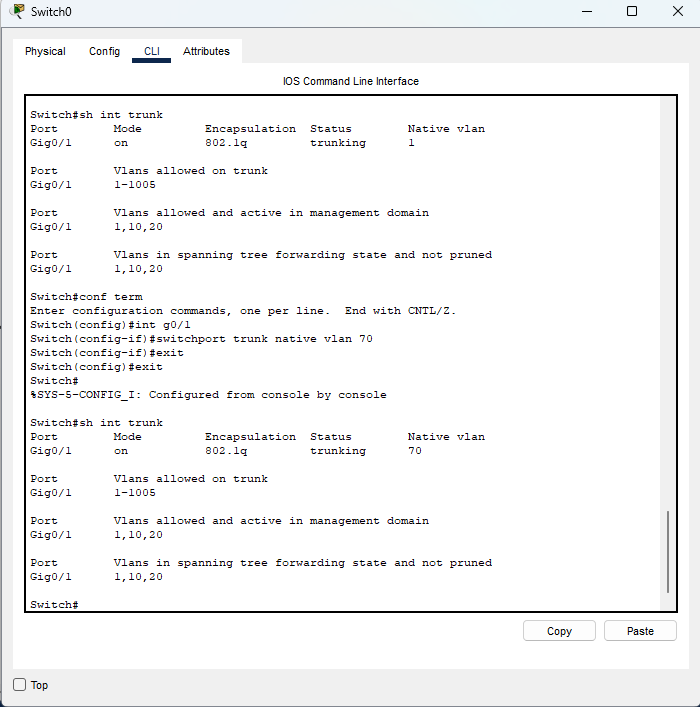 Switch0
Physical Config CLI Attributes
IOS Command Line Interface
Switch#sh int trunk
Port        Mode         Encapsulation  Status        Native vlan
Gig0/1      on           802.1q         trunking      1
Port        Vlans allowed on trunk
Gig0/1      1-1005
Port        Vlans allowed and active in management domain
Gig0/1      1,10,20
Port        Vlans in spanning tree forwarding state and not pruned
Gig0/1      1,10,20
Switch#conf term
Enter configuration commands, one per line.  End with CNTL/Z.
Switch(config)#int g0/1
Switch(config-if)#switchport trunk native vlan 70
Switch(config-if)#exit
Switch(config)#exit
Switch#
%SYS-5-CONFIG_I: Configured from console by console
Switch#sh int trunk
Port        Mode         Encapsulation  Status        Native vlan
Gig0/1      on           802.1q         trunking      70
Port        Vlans allowed on trunk
Gig0/1      1-1005
Port        Vlans allowed and active in management domain
Gig0/1      1,10,20
Port        Vlans in spanning tree forwarding state and not pruned
Gig0/1      1,10,20
Switch#
Copy Paste
Top